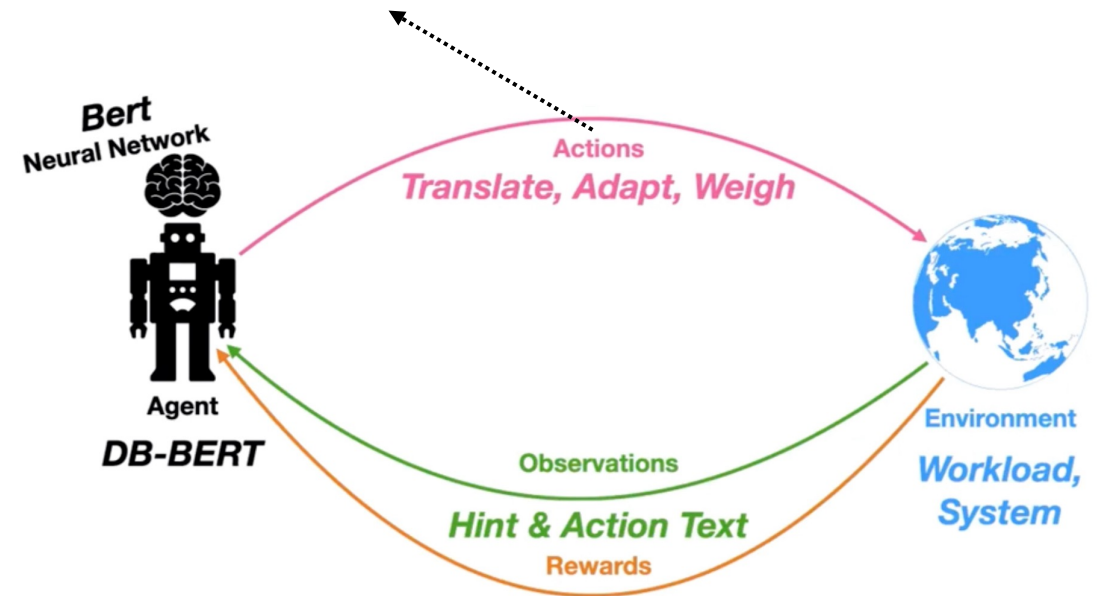 Bert
Neural Network
Actions
Translate, Adapt, Weigh
Agent
DB-BERT
Observations
Hint & Action Text
Rewards
Environment
Workload,
System